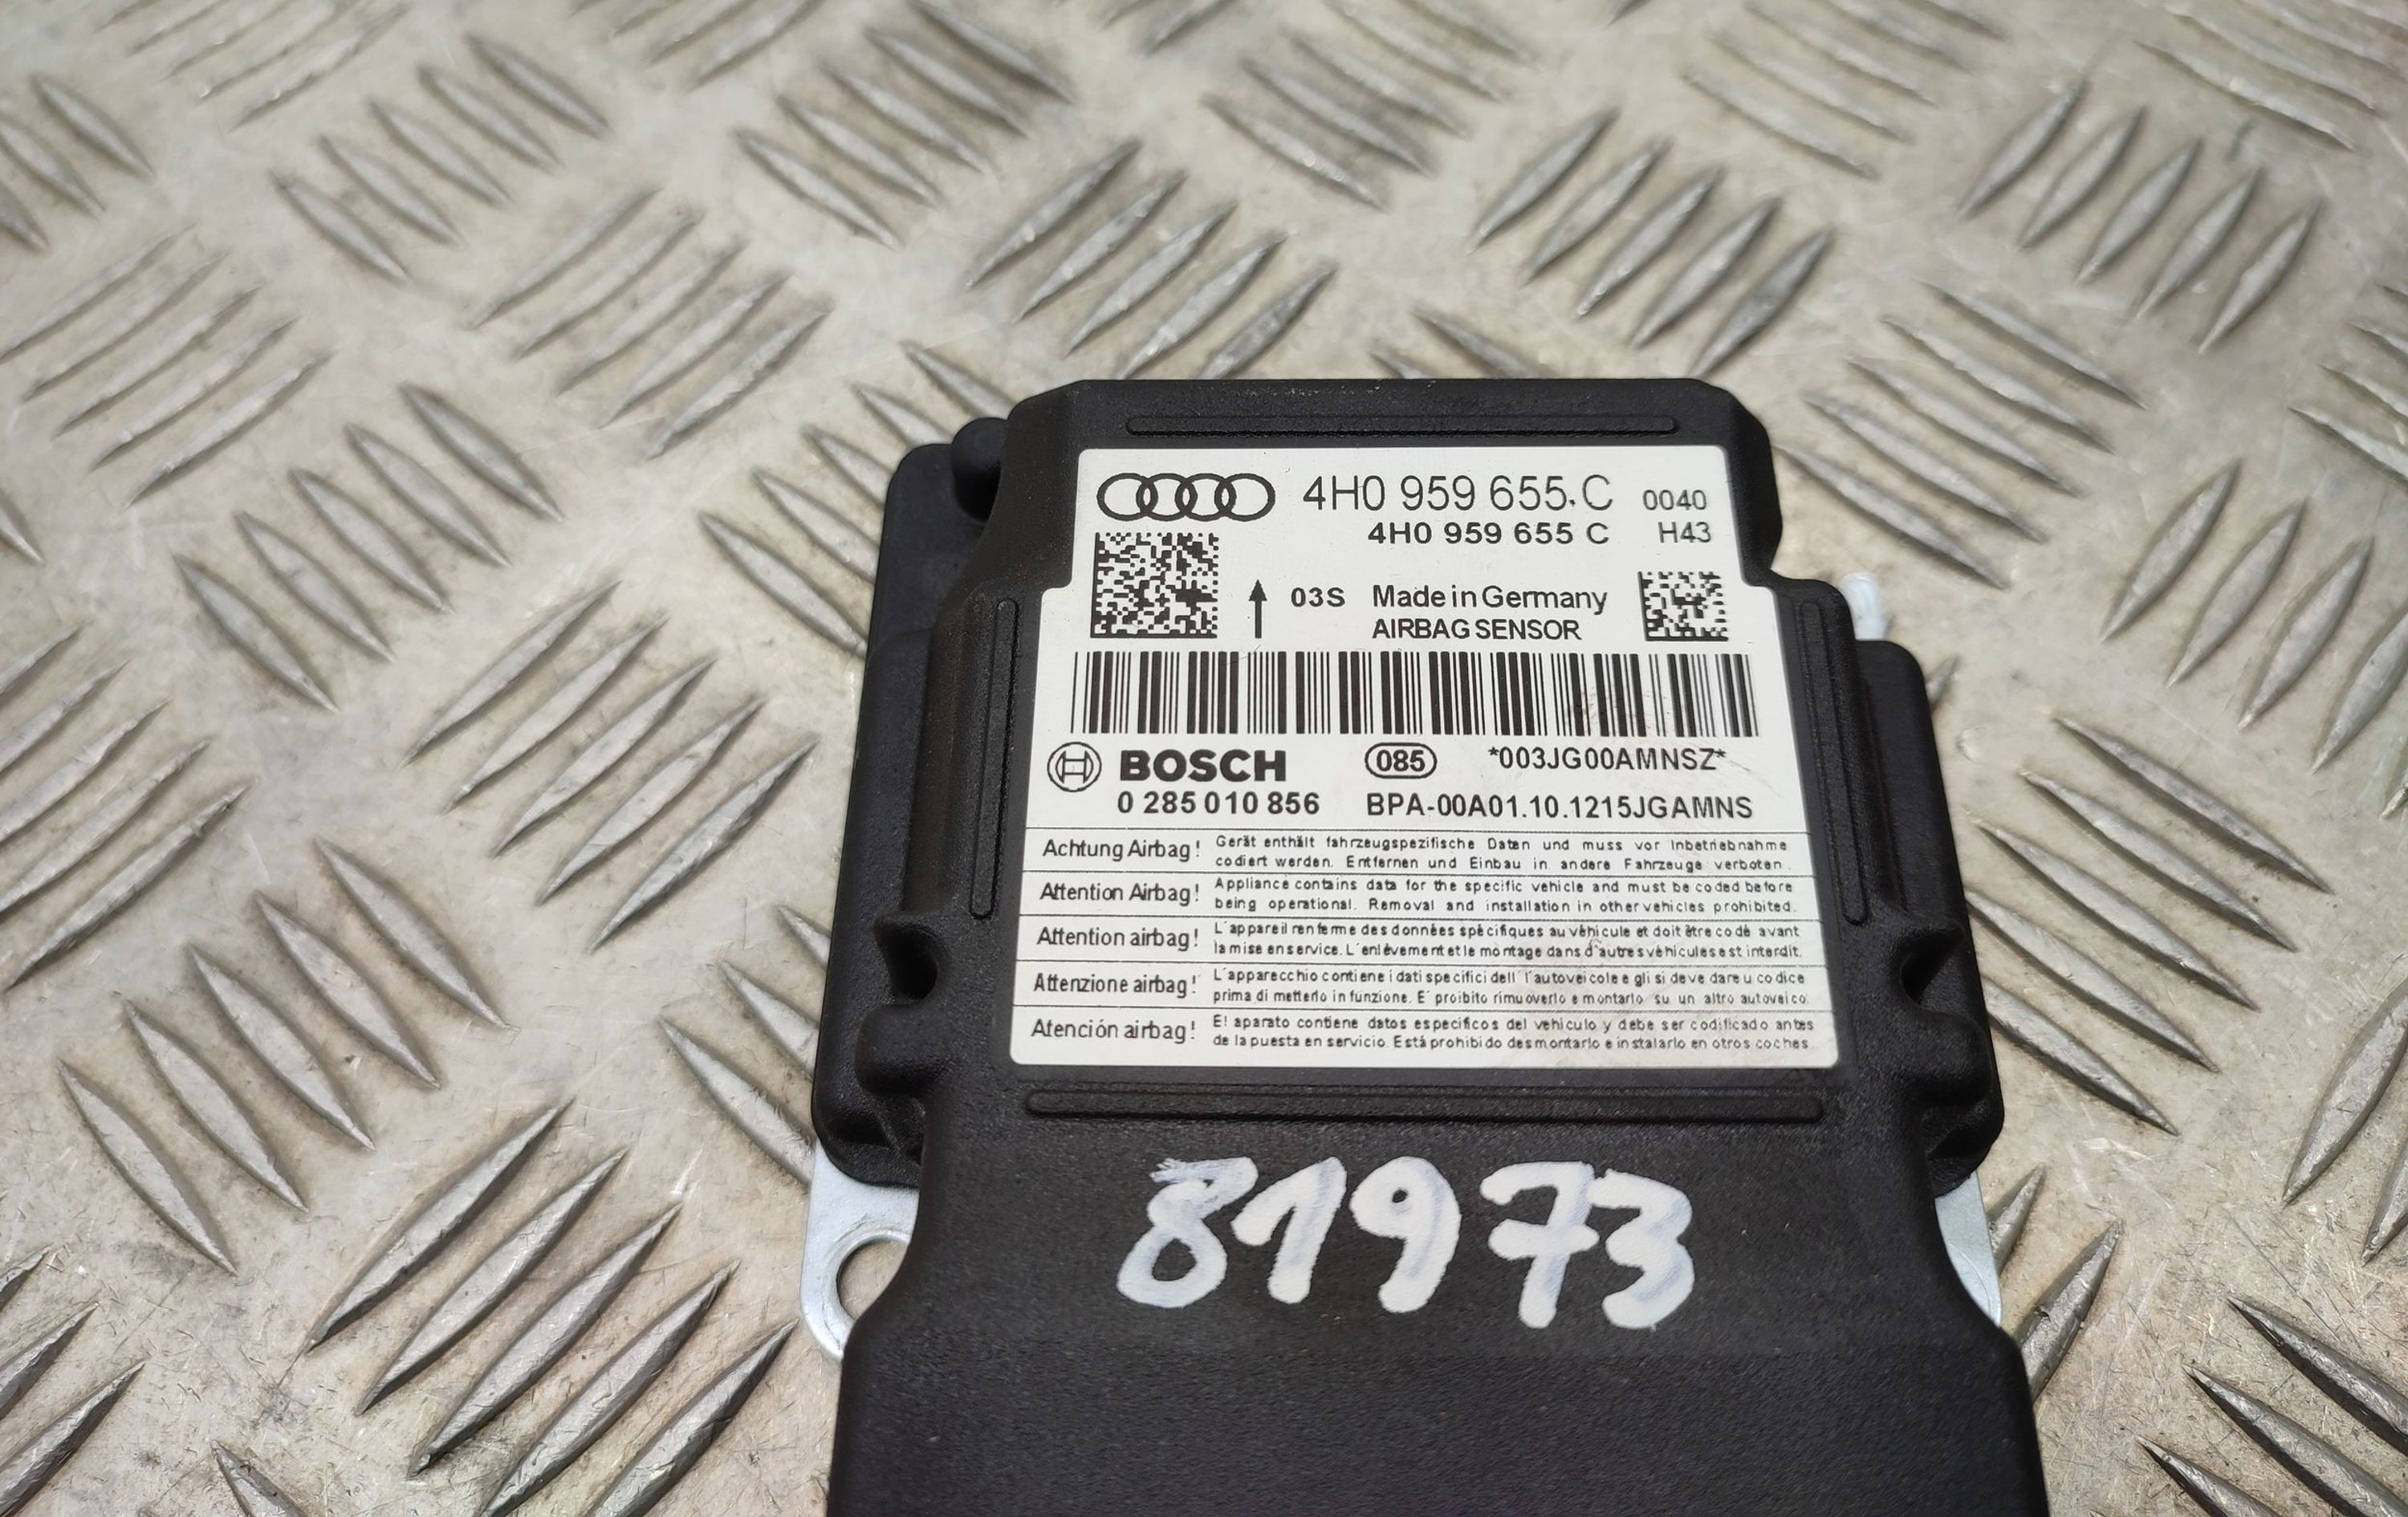 4H0 959 655 C 0040
4H0 959 655 C H43
03S Made in Germany
AIRBAG SENSOR
BOSCH 085 *003JG00AMNSZ*
0 285 010 856 BPA-00A01.10.1215JGAMNS
Achtung Airbag! Gerät enthält fahrzeugspezifische Daten und muss vor Inbetriebnahme
codiert werden. Entfernen und Einbau in andere Fahrzeuge verboten.
Attention Airbag! Appliance contains data for the specific vehicle and must be coded before
being operational. Removal and installation in other vehicles prohibited.
Attention airbag! L'appareil renferme des données spécifiques au véhicule et doit être codé avant
la mise en service. L'enlévement et le montage dans d'autres véhicules est interdit.
Attenzione airbag! L'apparecchio contiene i dati specifici dell' l'autoveicolo e gli si deve dare u codice
prima di metterlo in funzione. E' proibito rimuoverlo e montarlo su un altro autoveico
Atención airbag! El aparato contiene datos especificos del vehiculo y debe ser codificado antes
de la puesta en servicio. Está prohibido desmontarlo e instalarlo en otros coches
81973